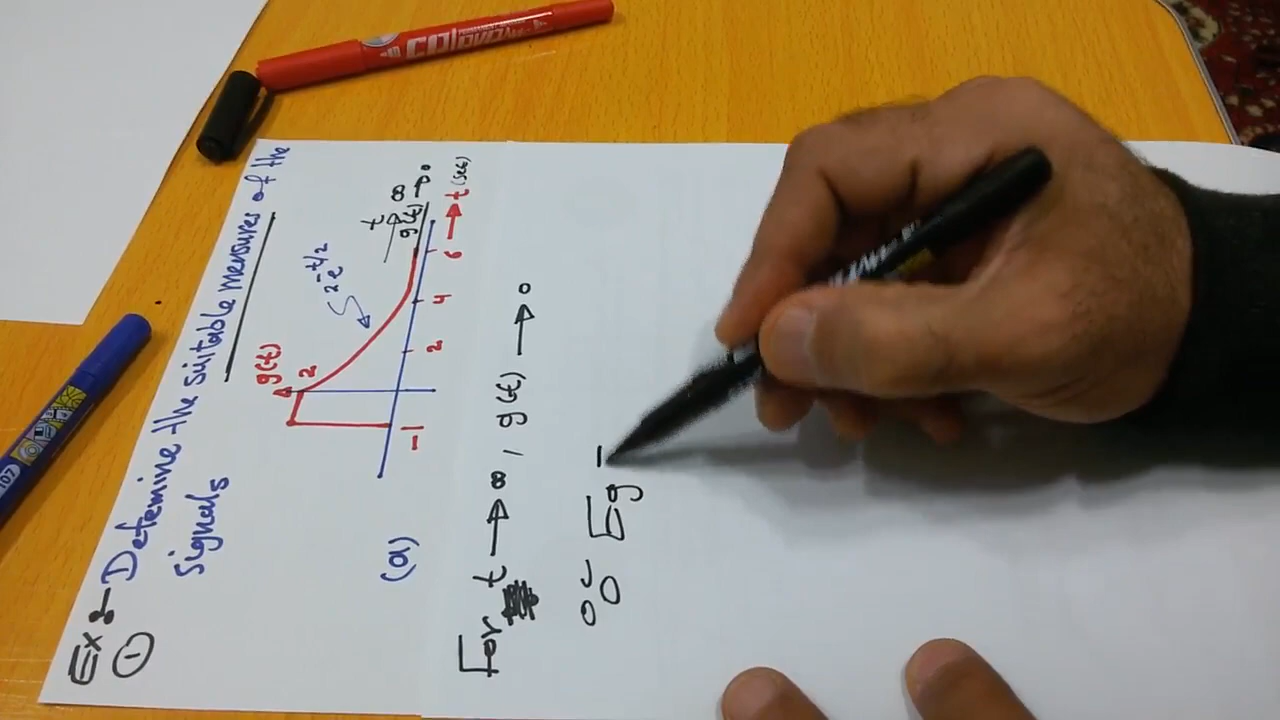 Ex :- Determine the suitable measures of the
① signals
g(t)
2
2e^-t/2
t → ∞
g(t) → 0
-1 2 4 6 → t (sec)
(a)
For t → ∞, g(t) → 0
∴ Eg =
107